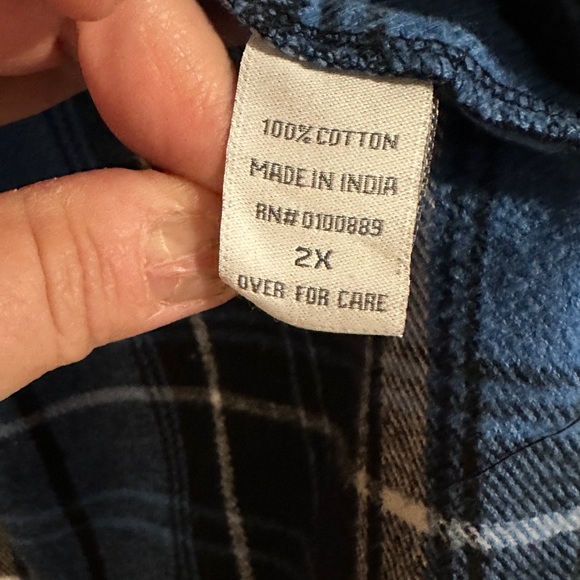 100% COTTON
MADE IN INDIA
RN# 0100889
2X
OVER FOR CARE